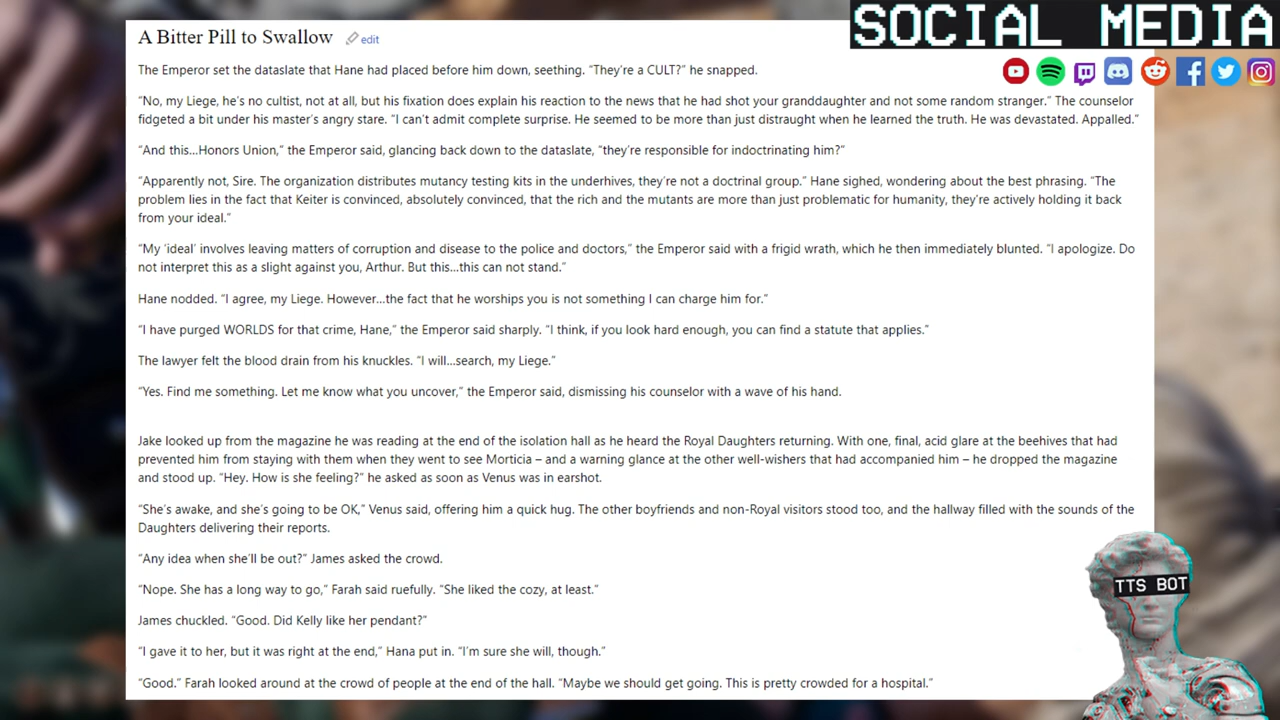 SOCIAL MEDIA
A Bitter Pill to Swallow edit
The Emperor set the dataslate that Hane had placed before him down, seething. “They’re a CULT?” he snapped.
“No, my Liege, he’s no cultist, not at all, but his fixation does explain his reaction to the news that he had shot your granddaughter and not some random stranger.” The counselor
fidgeted a bit under his master’s angry stare. “I can’t admit complete surprise. He seemed to be more than just distraught when he learned the truth. He was devastated. Appalled.”
“And this...Honors Union,” the Emperor said, glancing back down to the dataslate, “they’re responsible for indoctrinating him?”
“Apparently not, Sire. The organization distributes mutancy testing kits in the underhives, they’re not a doctrinal group.” Hane sighed, wondering about the best phrasing. “The
problem lies in the fact that Keiter is convinced, absolutely convinced, that the rich and the mutants are more than just problematic for humanity, they’re actively holding it back
from your ideal.”
“My ‘ideal’ involves leaving matters of corruption and disease to the police and doctors,” the Emperor said with a frigid wrath, which he then immediately blunted. “I apologize. Do
not interpret this as a slight against you, Arthur. But this...this can not stand.”
Hane nodded. “I agree, my Liege. However...the fact that he worships you is not something I can charge him for.”
“I have purged WORLDS for that crime, Hane,” the Emperor said sharply. “I think, if you look hard enough, you can find a statute that applies.”
The lawyer felt the blood drain from his knuckles. “I will...search, my Liege.”
“Yes. Find me something. Let me know what you uncover,” the Emperor said, dismissing his counselor with a wave of his hand.
Jake looked up from the magazine he was reading at the end of the isolation hall as he heard the Royal Daughters returning. With one, final, acid glare at the beehives that had
prevented him from staying with them when they went to see Morticia – and a warning glance at the other well-wishers that had accompanied him – he dropped the magazine
and stood up. “Hey. How is she feeling?” he asked as soon as Venus was in earshot.
“She’s awake, and she’s going to be OK,” Venus said, offering him a quick hug. The other boyfriends and non-Royal visitors stood too, and the hallway filled with the sounds of the
Daughters delivering their reports.
“Any idea when she’ll be out?” James asked the crowd.
“Nope. She has a long way to go,” Farah said ruefully. “She liked the cozy, at least.”
James chuckled. “Good. Did Kelly like her pendant?”
“I gave it to her, but it was right at the end,” Hana put in. “I’m sure she will, though.”
“Good.” Farah looked around at the crowd of people at the end of the hall. “Maybe we should get going. This is pretty crowded for a hospital.”
TTS BOT